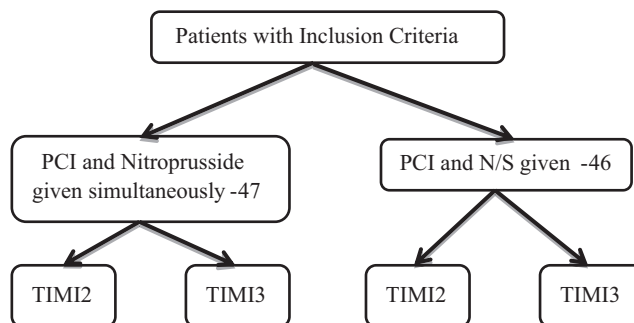 Patients with Inclusion Criteria
PCI and Nitroprusside
given simultaneously -47
PCI and N/S given -46
TIMI2
TIMI3
TIMI2
TIMI3